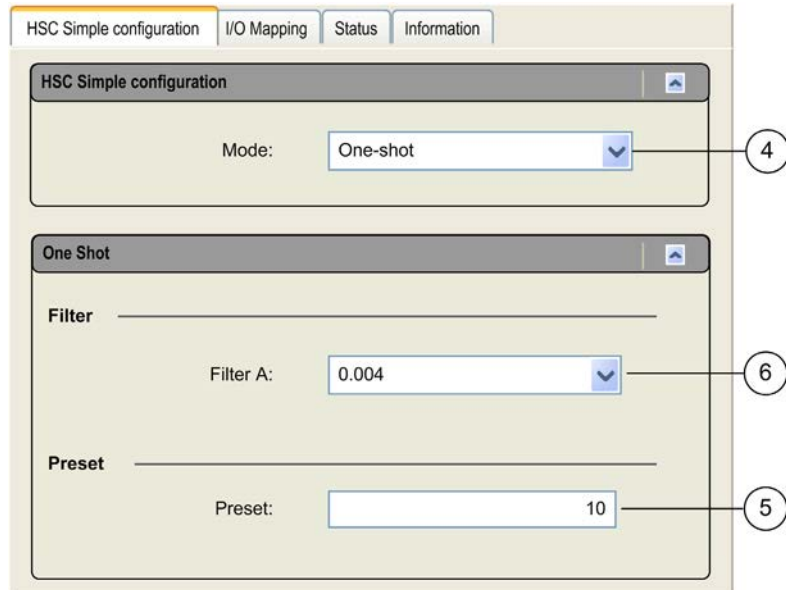 HSC Simple configuration I/O Mapping Status Information
HSC Simple configuration
Mode: One-shot 4
One Shot
Filter
Filter A: 0.004 6
Preset
Preset: 10 5